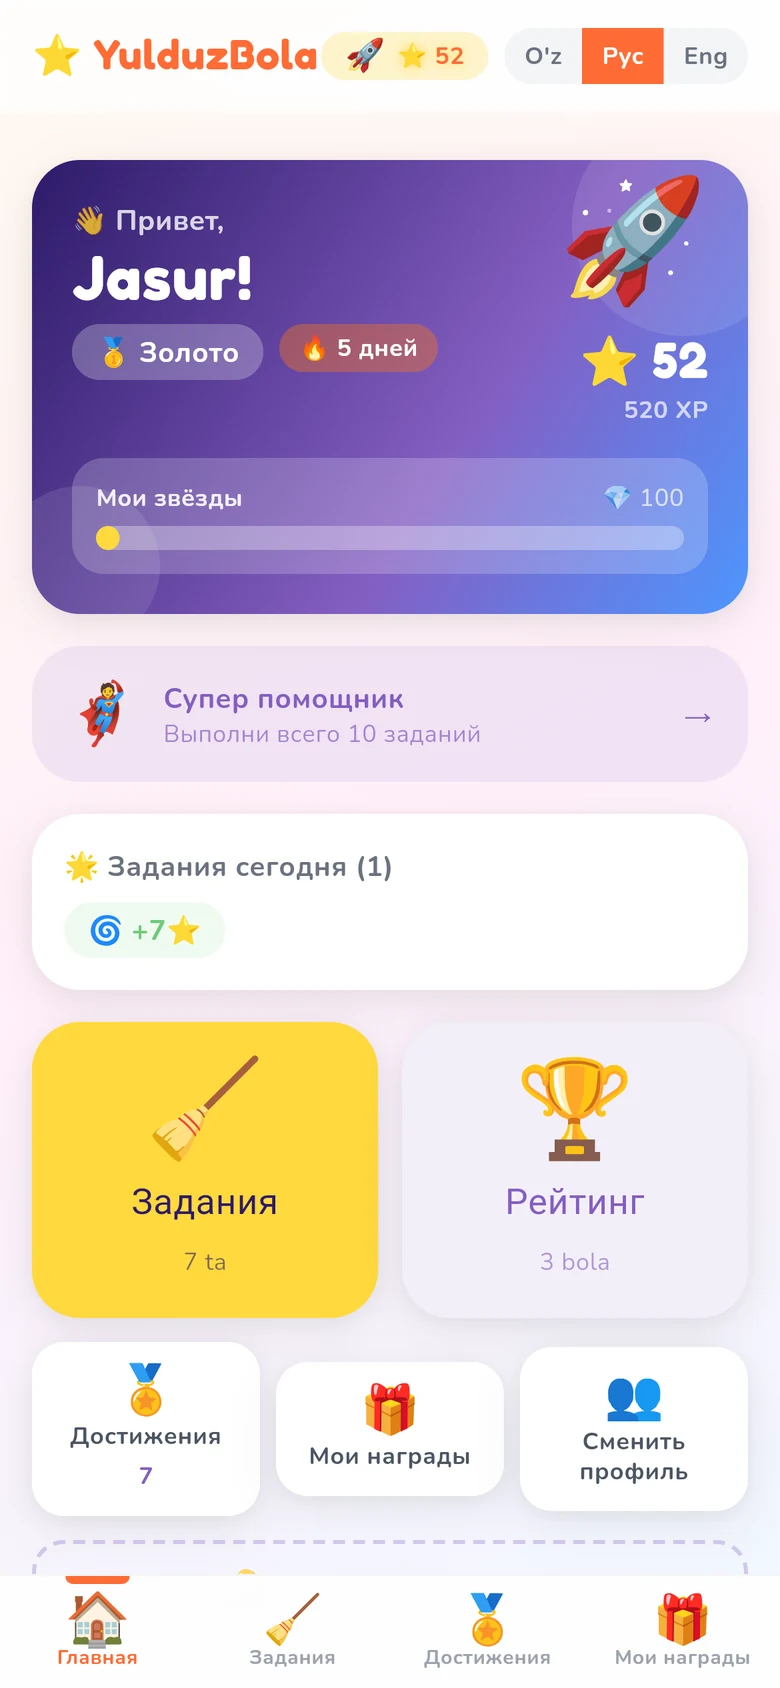 YulduzBola
52
O'z
Рус
Eng
Привет,
Jasur!
Золото
5 дней
52
520 XP
Мои звёзды
100
Супер помощник
Выполни всего 10 заданий
→
Задания сегодня (1)
+7
Задания
7 ta
Рейтинг
3 bola
Достижения
7
Мои награды
Сменить
профиль
Главная
Задания
Достижения
Мои награды